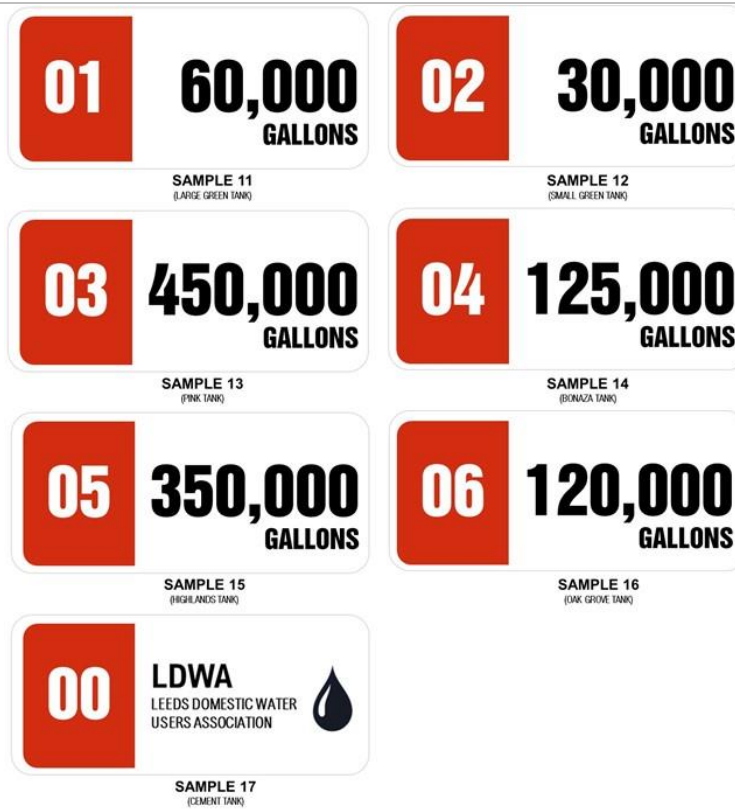 01
60,000
GALLONS
SAMPLE 11
(LARGE GREEN TANK)
02
30,000
GALLONS
SAMPLE 12
(SMALL GREEN TANK)
03
450,000
GALLONS
SAMPLE 13
(PINK TANK)
04
125,000
GALLONS
SAMPLE 14
(BONAZA TANK)
05
350,000
GALLONS
SAMPLE 15
(HIGHLANDS TANK)
06
120,000
GALLONS
SAMPLE 16
(OAK GROVE TANK)
00
LDWA
LEEDS DOMESTIC WATER
USERS ASSOCIATION
SAMPLE 17
(CEMENT TANK)